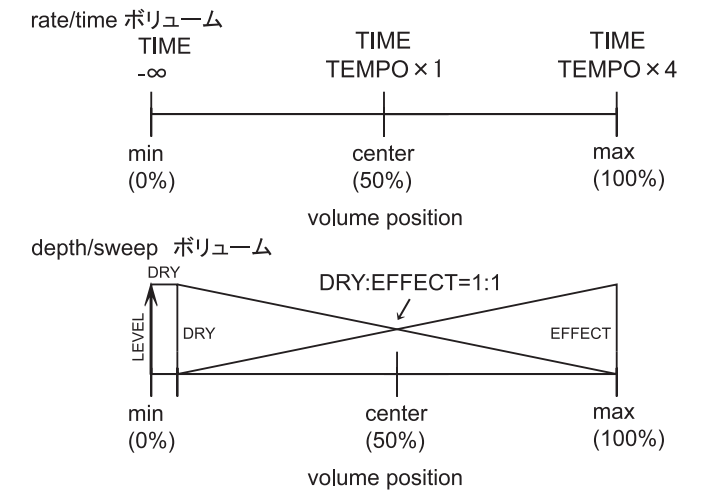 rate/time ボリューム
TIME
-∞
TIME
TEMPO×1
TIME
TEMPO×4
min
(0%)
center
(50%)
max
(100%)
volume position
depth/sweep ボリューム
DRY
LEVEL
DRY
DRY:EFFECT=1:1
EFFECT
min
(0%)
center
(50%)
max
(100%)
volume position